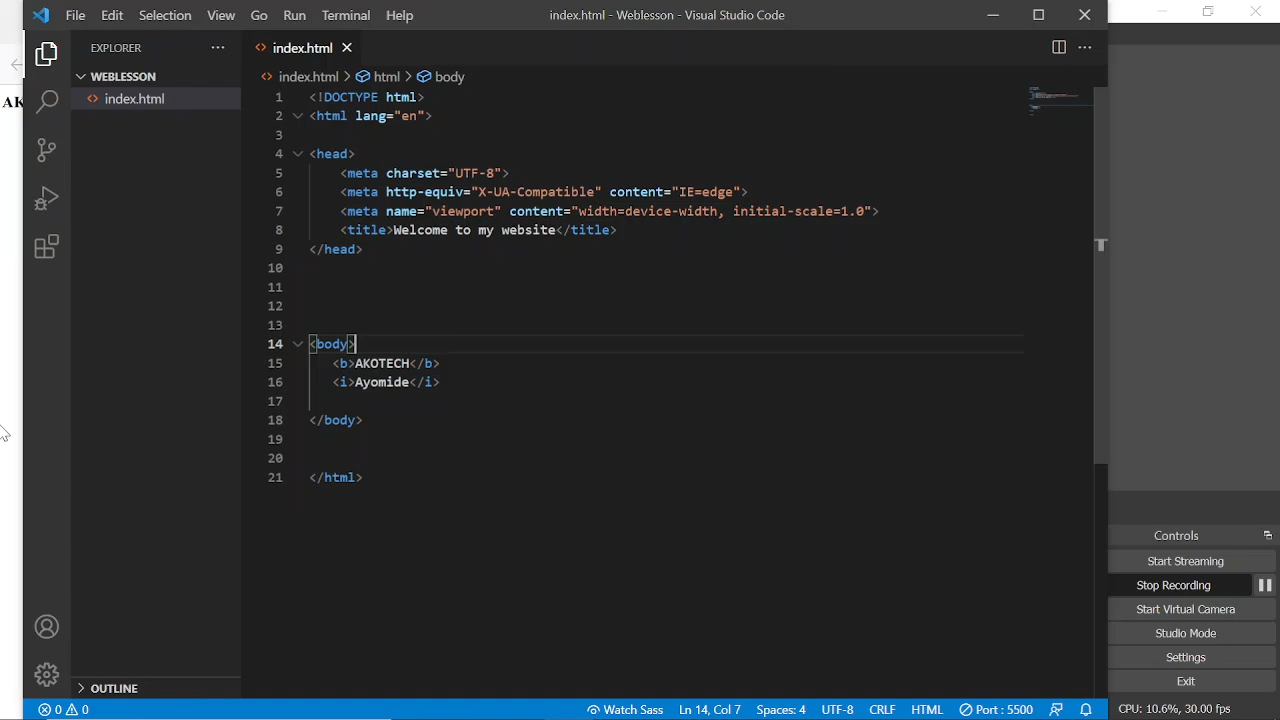 File Edit Selection View Go Run Terminal Help index.html - Weblesson - Visual Studio Code
EXPLORER
WEBLESSON
index.html
OUTLINE
index.html
index.html > html > body
1 <!DOCTYPE html>
2 <html lang="en">
3
4 <head>
5 <meta charset="UTF-8">
6 <meta http-equiv="X-UA-Compatible" content="IE=edge">
7 <meta name="viewport" content="width=device-width, initial-scale=1.0">
8 <title>Welcome to my website</title>
9 </head>
10
11
12
13
14 <body>
15 <b>AKOTECH</b>
16 <i>Ayomide</i>
17
18 </body>
19
20
21 </html>
AK
Controls
Start Streaming
Stop Recording
Start Virtual Camera
Studio Mode
Settings
Exit
0 0 Watch Sass Ln 14, Col 7 Spaces: 4 UTF-8 CRLF HTML Port : 5500
CPU: 10.6%, 30.00 fps